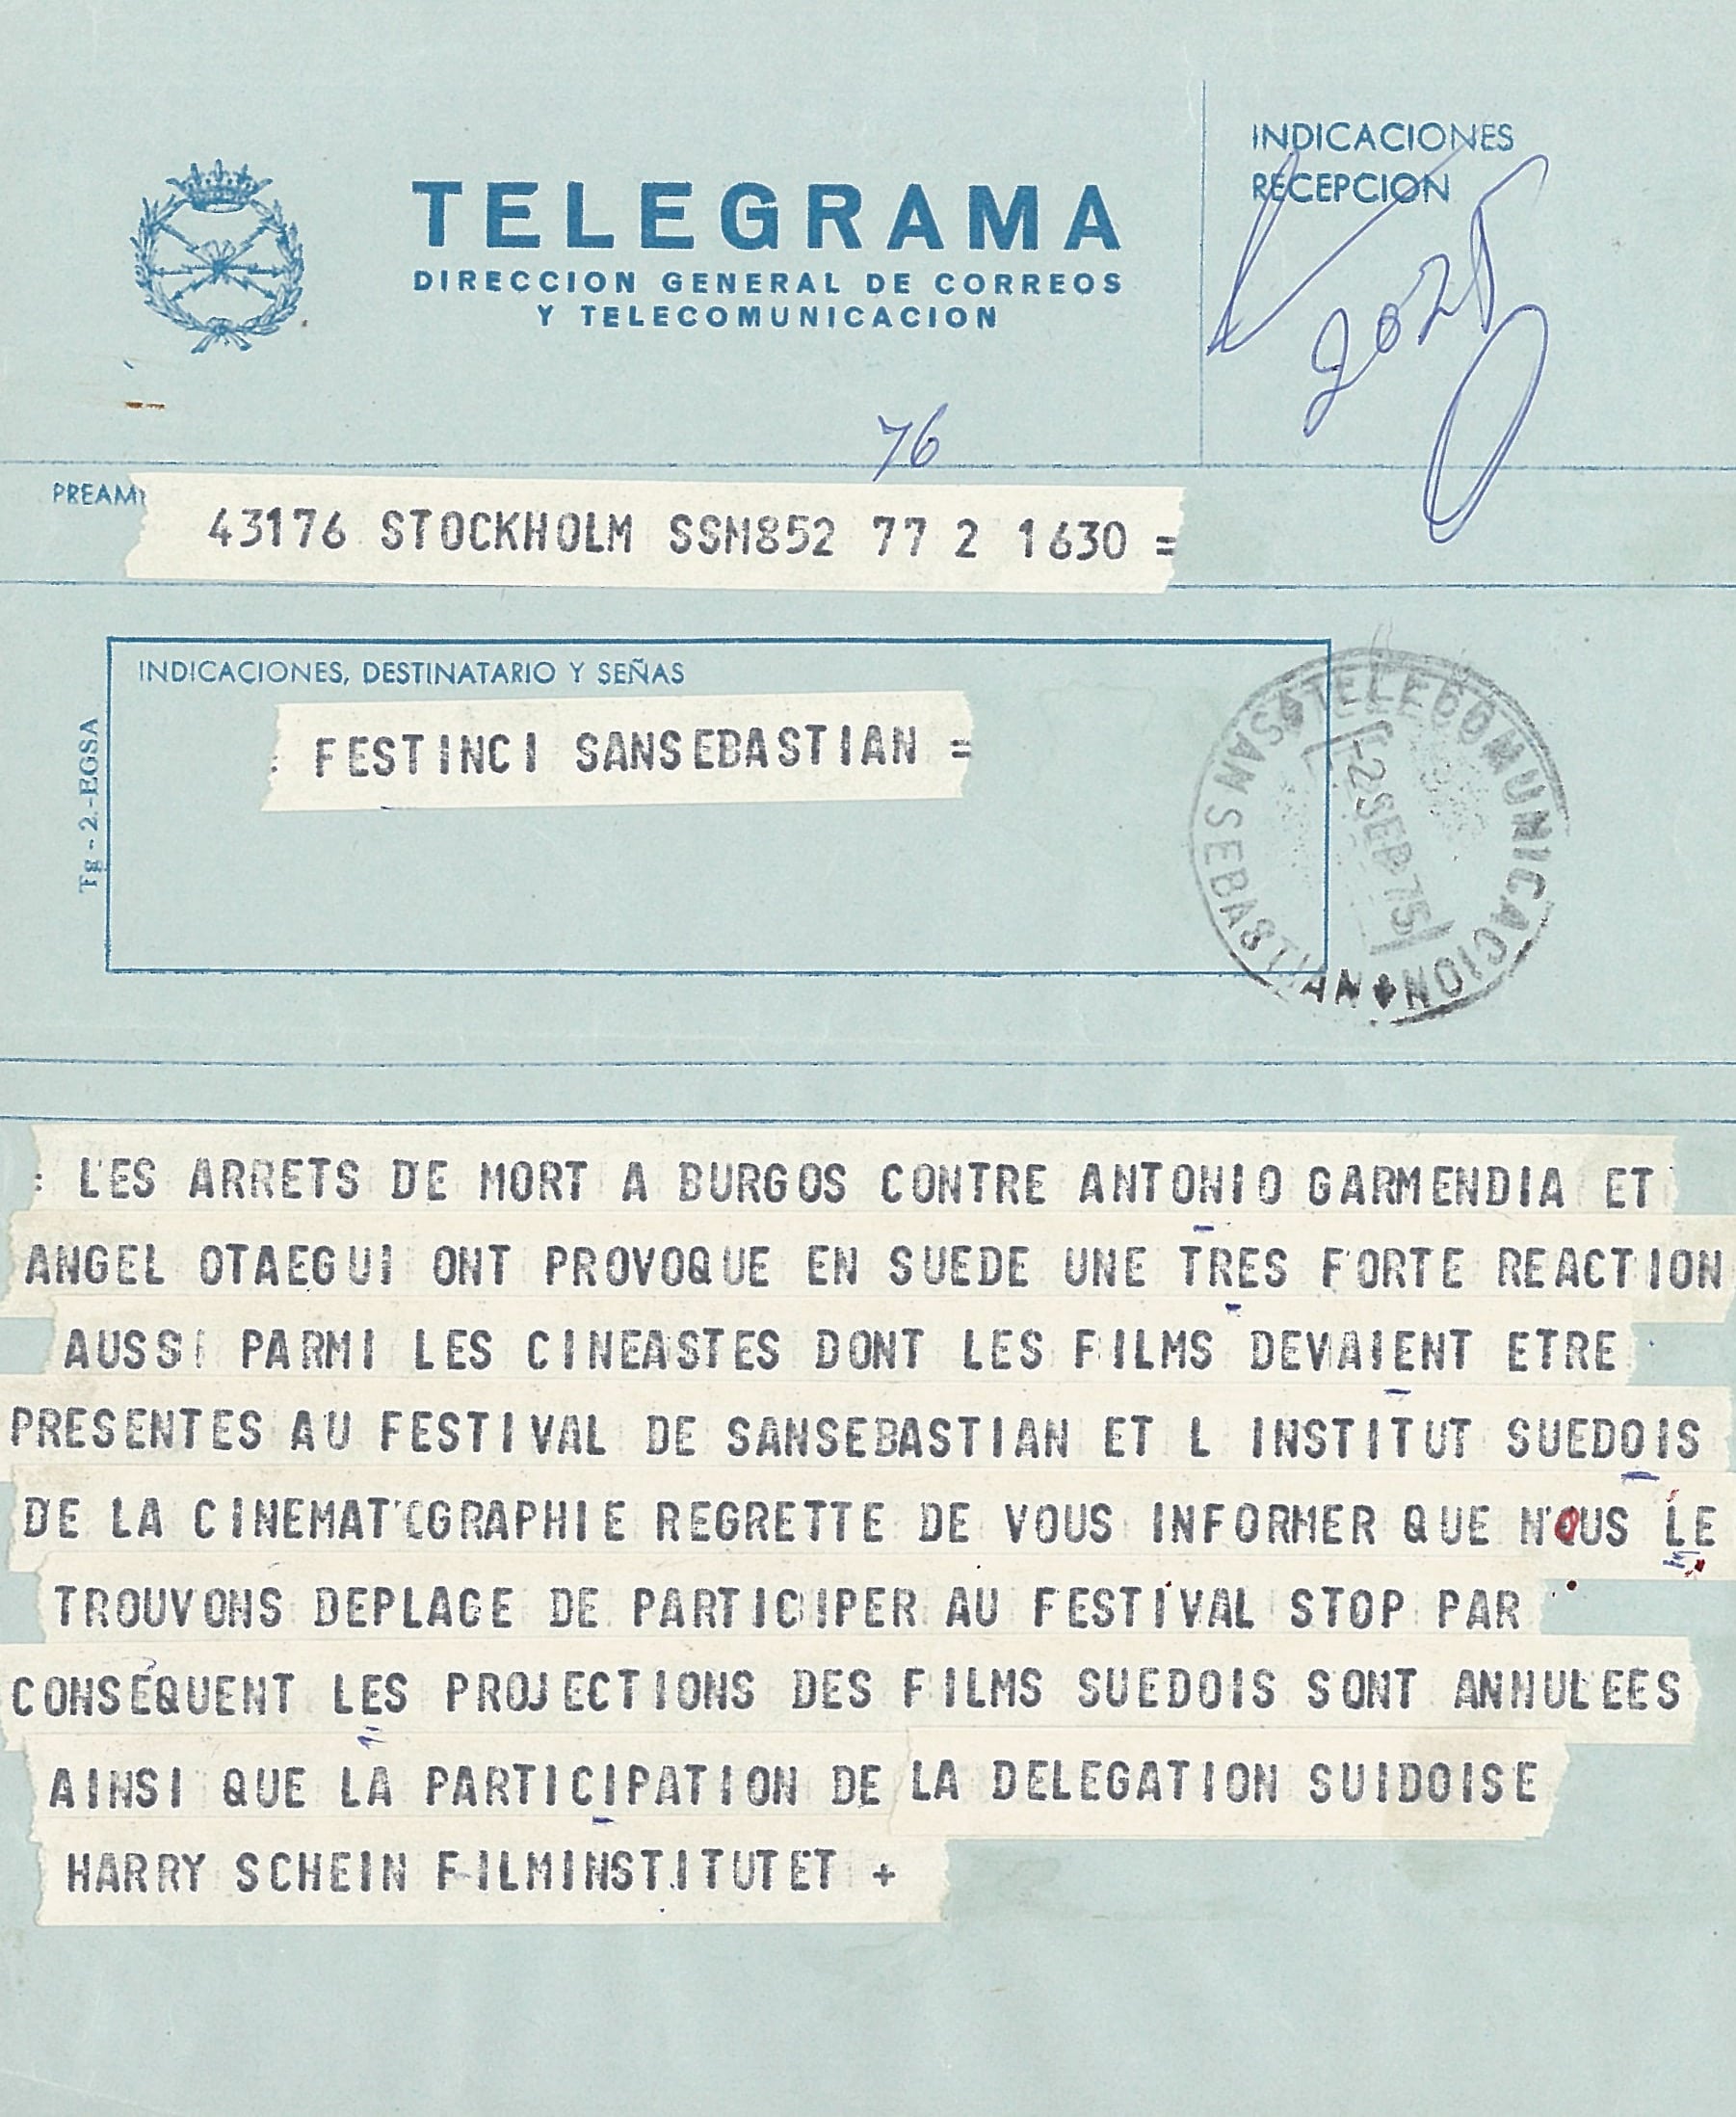 INDICACIONES
RECEPCION
TELEGRAMA
DIRECCION GENERAL DE CORREOS
Y TELECOMUNICACION
2025
76
PREAM
43176 STOCKHOLM SSM852 77 2 1630 =
INDICACIONES, DESTINATARIO Y SEÑAS
: FESTINCI SANSEBASTIAN =
Tg - 2.-EGSA
TELECOMUNICACION
SAN SEBASTIAN
-2 SEP 75
: LES ARRETS DE MORT A BURGOS CONTRE ANTONIO GARMENDIA ET
ANGEL OTAEGUI ONT PROVOQUE EN SUEDE UNE TRES FORTE REACTION
AUSSI PARMI LES CINEASTES DONT LES FILMS DEVAIENT ETRE
PRESENTES AU FESTIVAL DE SANSEBASTIAN ET L INSTITUT SUEDOIS
DE LA CINEMATOGRAPHIE REGRETTE DE VOUS INFORMER QUE NOUS LE
TROUVONS DEPLACE DE PARTICIPER AU FESTIVAL STOP PAR
CONSEQUENT LES PROJECTIONS DES FILMS SUEDOIS SONT ANNULEES
AINSI QUE LA PARTICIPATION DE LA DELEGATION SUIDOISE
HARRY SCHEIN FILMINSTITUTET +